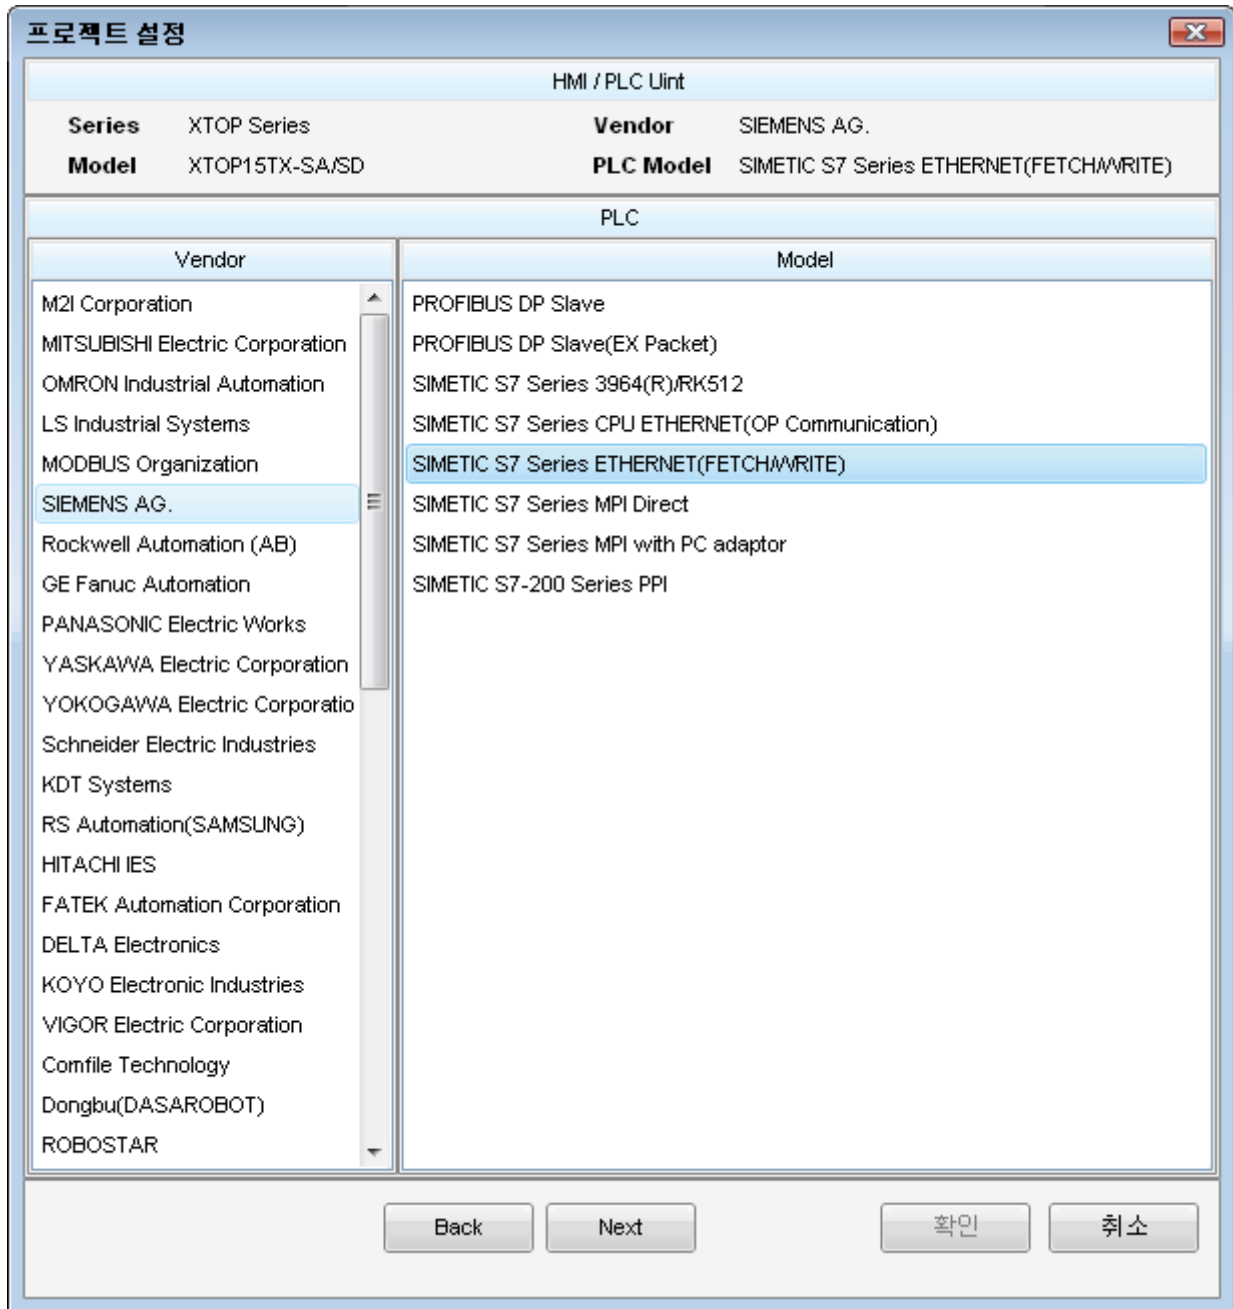 프로젝트 설정
HMI / PLC Uint
Series XTOP Series Vendor SIEMENS AG.
Model XTOP15TX-SA/SD PLC Model SIMETIC S7 Series ETHERNET(FETCH/WRITE)
PLC
Vendor Model
M2I Corporation
MITSUBISHI Electric Corporation
OMRON Industrial Automation
LS Industrial Systems
MODBUS Organization
SIEMENS AG.
Rockwell Automation (AB)
GE Fanuc Automation
PANASONIC Electric Works
YASKAWA Electric Corporation
YOKOGAWA Electric Corporatio
Schneider Electric Industries
KDT Systems
RS Automation(SAMSUNG)
HITACHI IES
FATEK Automation Corporation
DELTA Electronics
KOYO Electronic Industries
VIGOR Electric Corporation
Comfile Technology
Dongbu(DASAROBOT)
ROBOSTAR
PROFIBUS DP Slave
PROFIBUS DP Slave(EX Packet)
SIMETIC S7 Series 3964(R)/RK512
SIMETIC S7 Series CPU ETHERNET(OP Communication)
SIMETIC S7 Series ETHERNET(FETCH/WRITE)
SIMETIC S7 Series MPI Direct
SIMETIC S7 Series MPI with PC adaptor
SIMETIC S7-200 Series PPI
Back Next 확인 취소